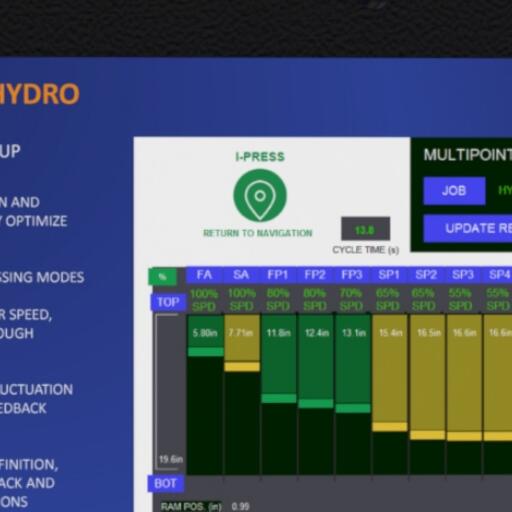 HYDRO
UP
N AND
Y OPTIMIZE
SSING MODES
R SPEED,
OUGH
UCTUATION
EDBACK
FINITION,
ACK AND
ONS
I-PRESS
RETURN TO NAVIGATION
13.8
CYCLE TIME (s)
MULTIPOINT
JOB HY
UPDATE RE
% FA SA FP1 FP2 FP3 SP1 SP2 SP3 SP4
TOP 100% 100% 80% 80% 70% 65% 65% 55% 55%
SPD SPD SPD SPD SPD SPD SPD SPD SPD
5.80in 7.71in 11.8in 12.4in 13.1in 15.4in 16.5in 16.6in 16.6in
19.6in
BOT
RAM POS. (in) 0.99